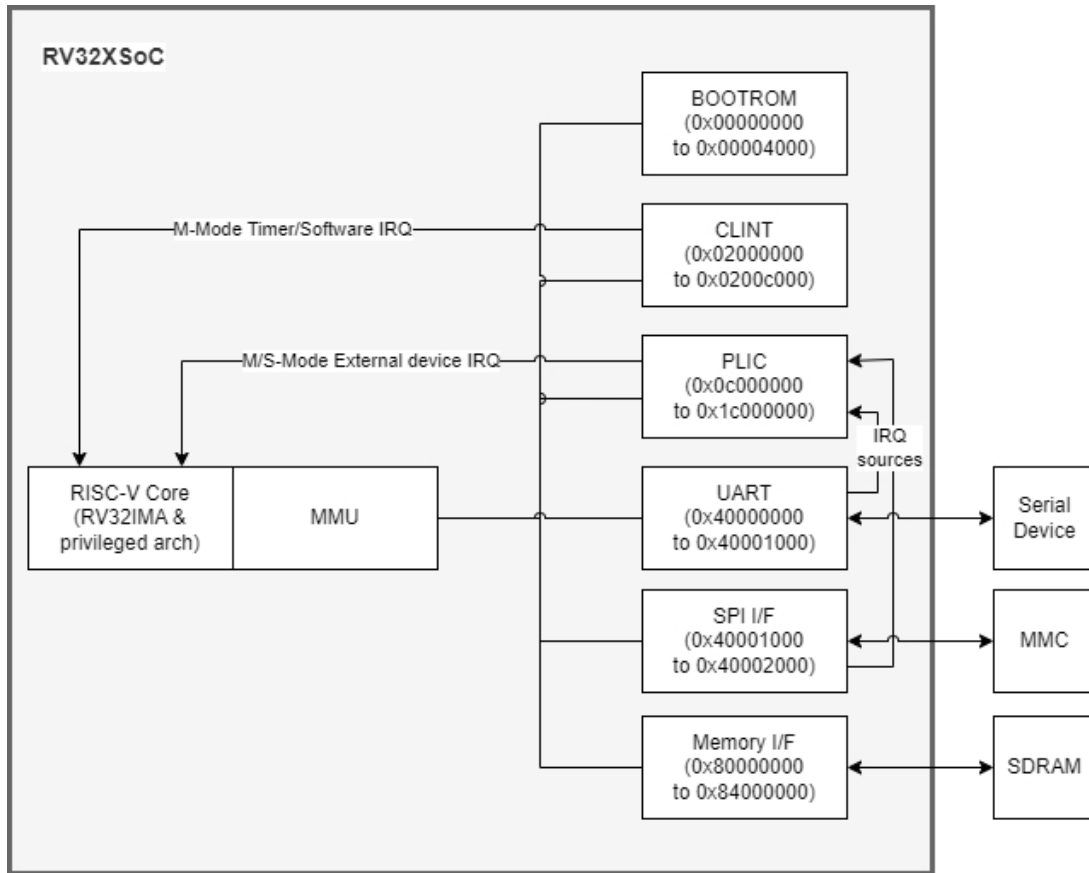 RV32XSoC
BOOTROM
(0x00000000
to 0x00004000)
M-Mode Timer/Software IRQ
CLINT
(0x02000000
to 0x0200c000)
M/S-Mode External device IRQ
PLIC
(0x0c000000
to 0x1c000000)
IRQ
sources
RISC-V Core
(RV32IMA &
privileged arch)
MMU
UART
(0x40000000
to 0x40001000)
Serial
Device
SPI I/F
(0x40001000
to 0x40002000)
MMC
Memory I/F
(0x80000000
to 0x84000000)
SDRAM